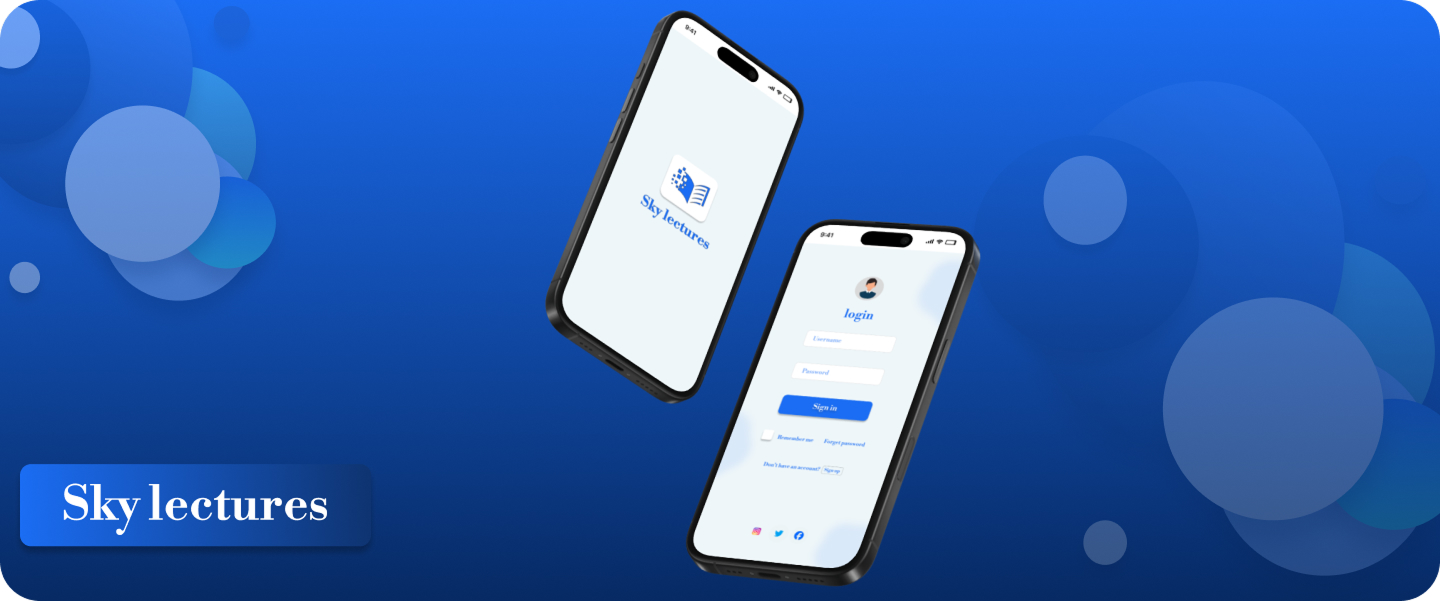 9:41
Sky lectures
9:41
login
Username
Password
Sign in
Remember me Forget password
Don't have an account? Sign up
Sky lectures